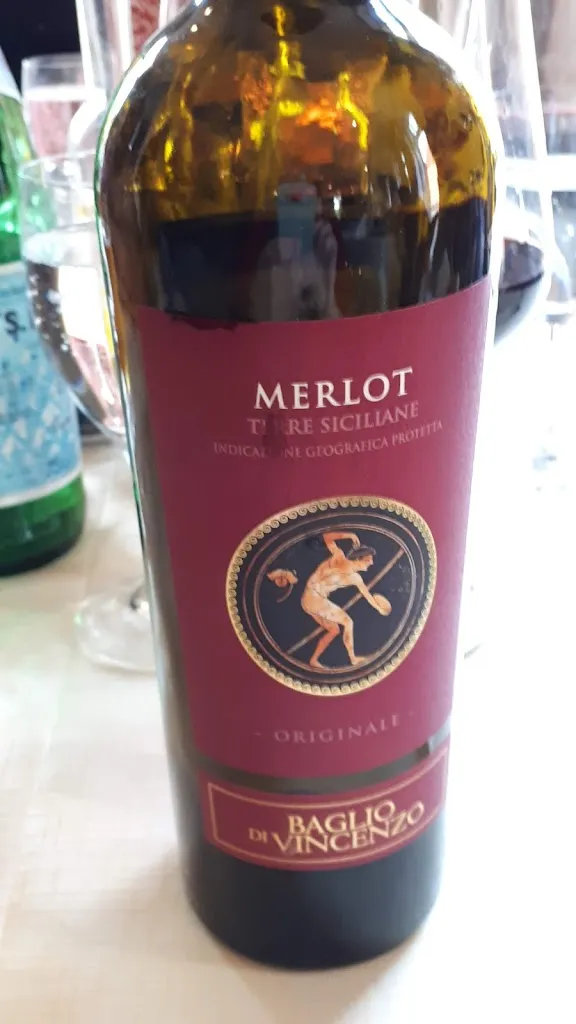 MERLOT
TERRE SICILIANE
INDICAZIONE GEOGRAFICA PROTETTA
- ORIGINALE -
BAGLIO
DI VINCENZO